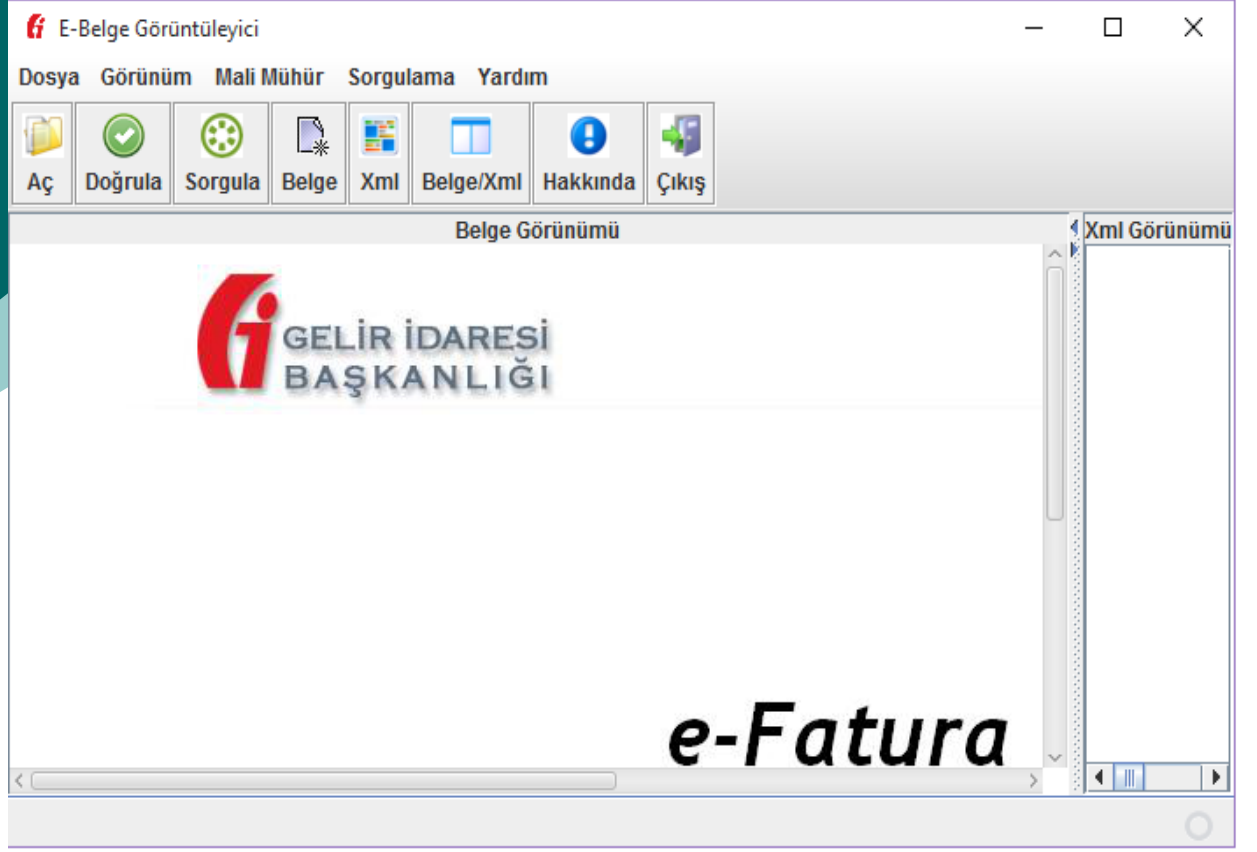 E-Belge Görüntüleyici
Dosya Görünüm Mali Mühür Sorgulama Yardım
Aç Doğrula Sorgula Belge Xml Belge/Xml Hakkında Çıkış
Belge Görünümü Xml Görünümü
GELİR İDARESİ
BAŞKANLIĞI
e-Fatura